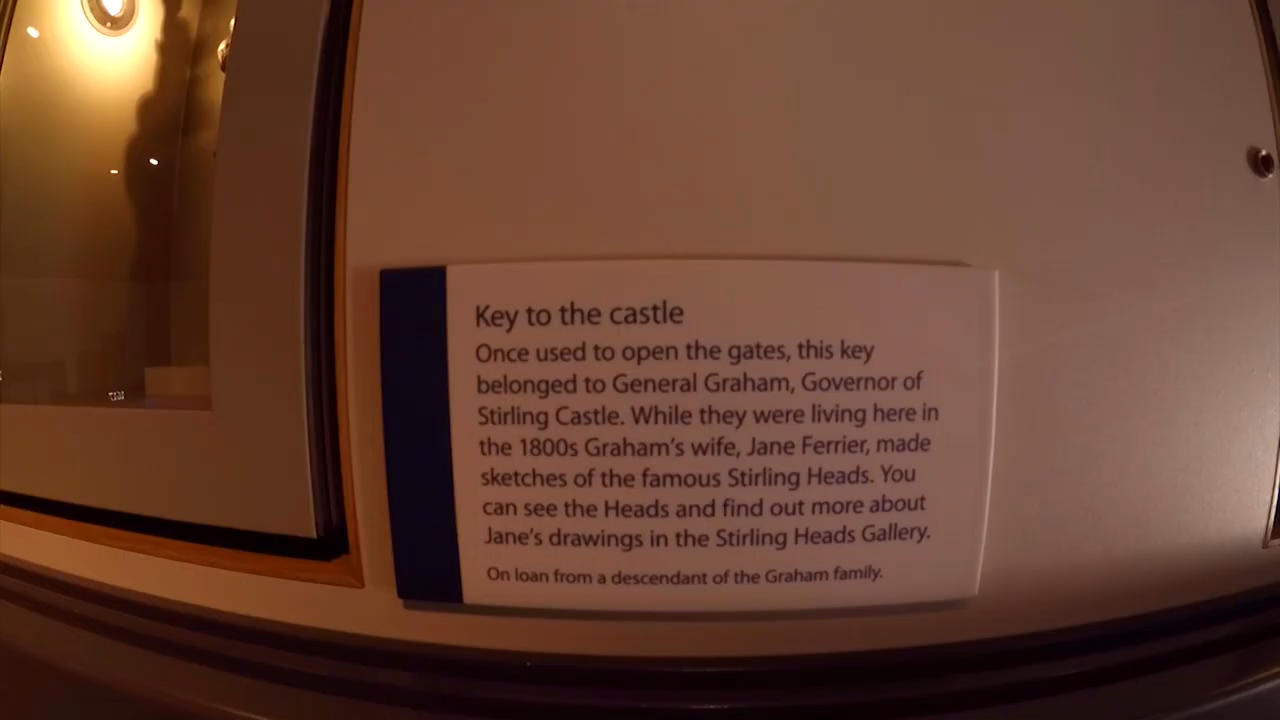 Key to the castle
Once used to open the gates, this key
belonged to General Graham, Governor of
Stirling Castle. While they were living here in
the 1800s Graham's wife, Jane Ferrier, made
sketches of the famous Stirling Heads. You
can see the Heads and find out more about
Jane's drawings in the Stirling Heads Gallery.
On loan from a descendant of the Graham family.